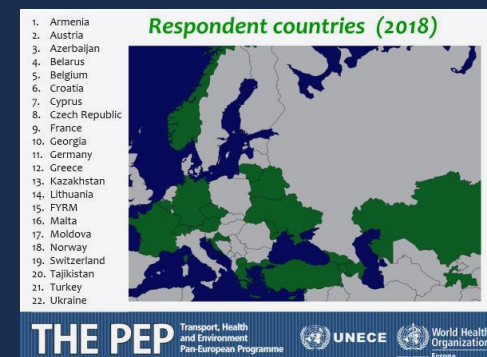 Respondent countries (2018)
1. Armenia
2. Austria
3. Azerbaijan
4. Belarus
5. Belgium
6. Croatia
7. Cyprus
8. Czech Republic
9. France
10. Georgia
11. Germany
12. Greece
13. Kazakhstan
14. Lithuania
15. FYRM
16. Malta
17. Moldova
18. Norway
19. Switzerland
20. Tajikistan
21. Turkey
22. Ukraine
THE PEP
Transport, Health
and Environment
Pan-European Programme
UNECE
World Health
Organization
Europe